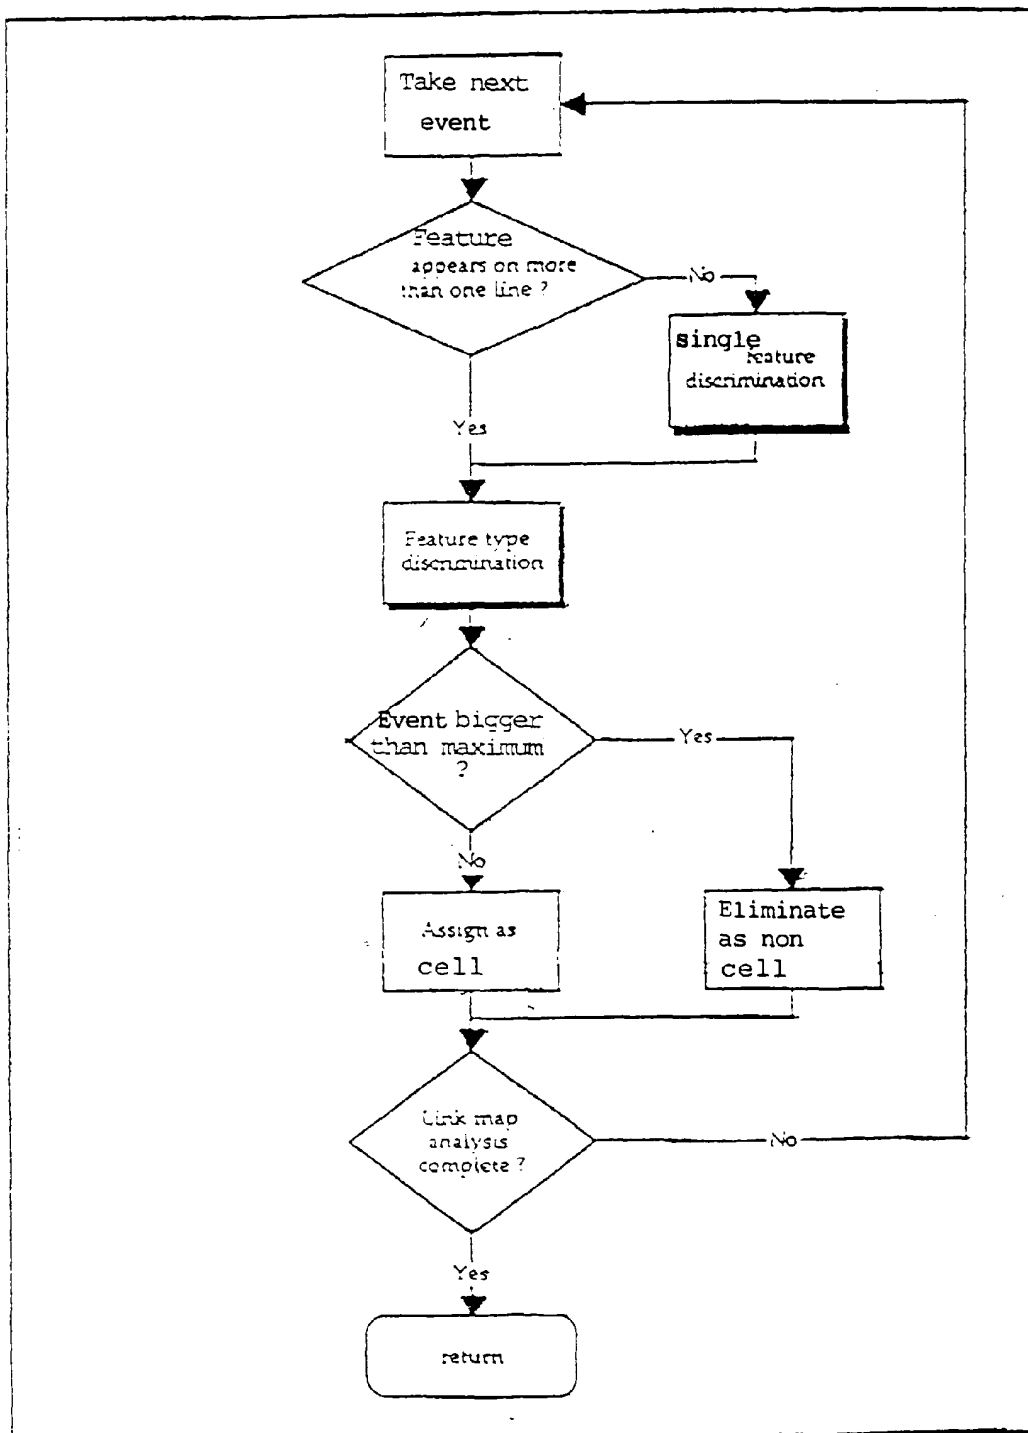 Take next
event
Feature
appears on more
than one line ?
No
single
feature
discrimination
Yes
Feature type
discrimination
Event bigger
than maximum
?
Yes
No
Assign as
cell
Eliminate
as non
cell
Link map
analysis
complete ?
No
Yes
return